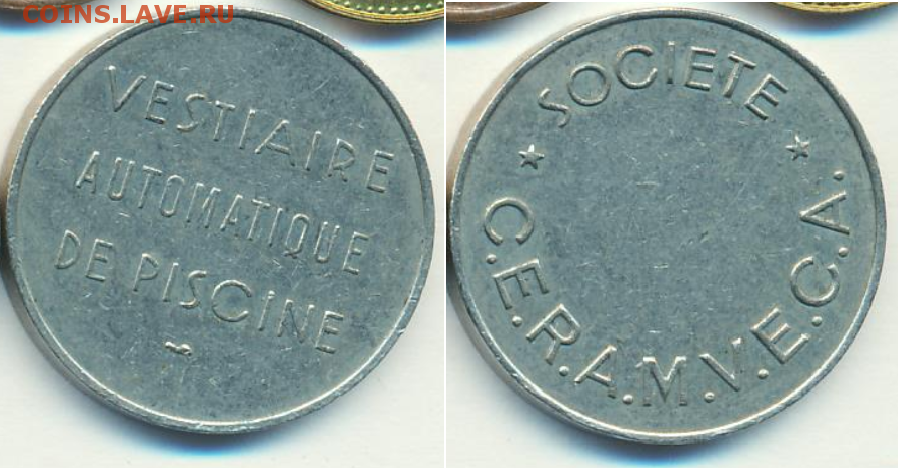 COINS.LAVE.RU
VESTIAIRE
AUTOMATIQUE
DE PISCINE
SOCIETE
C.E.R.A.M.V.E.C.A.